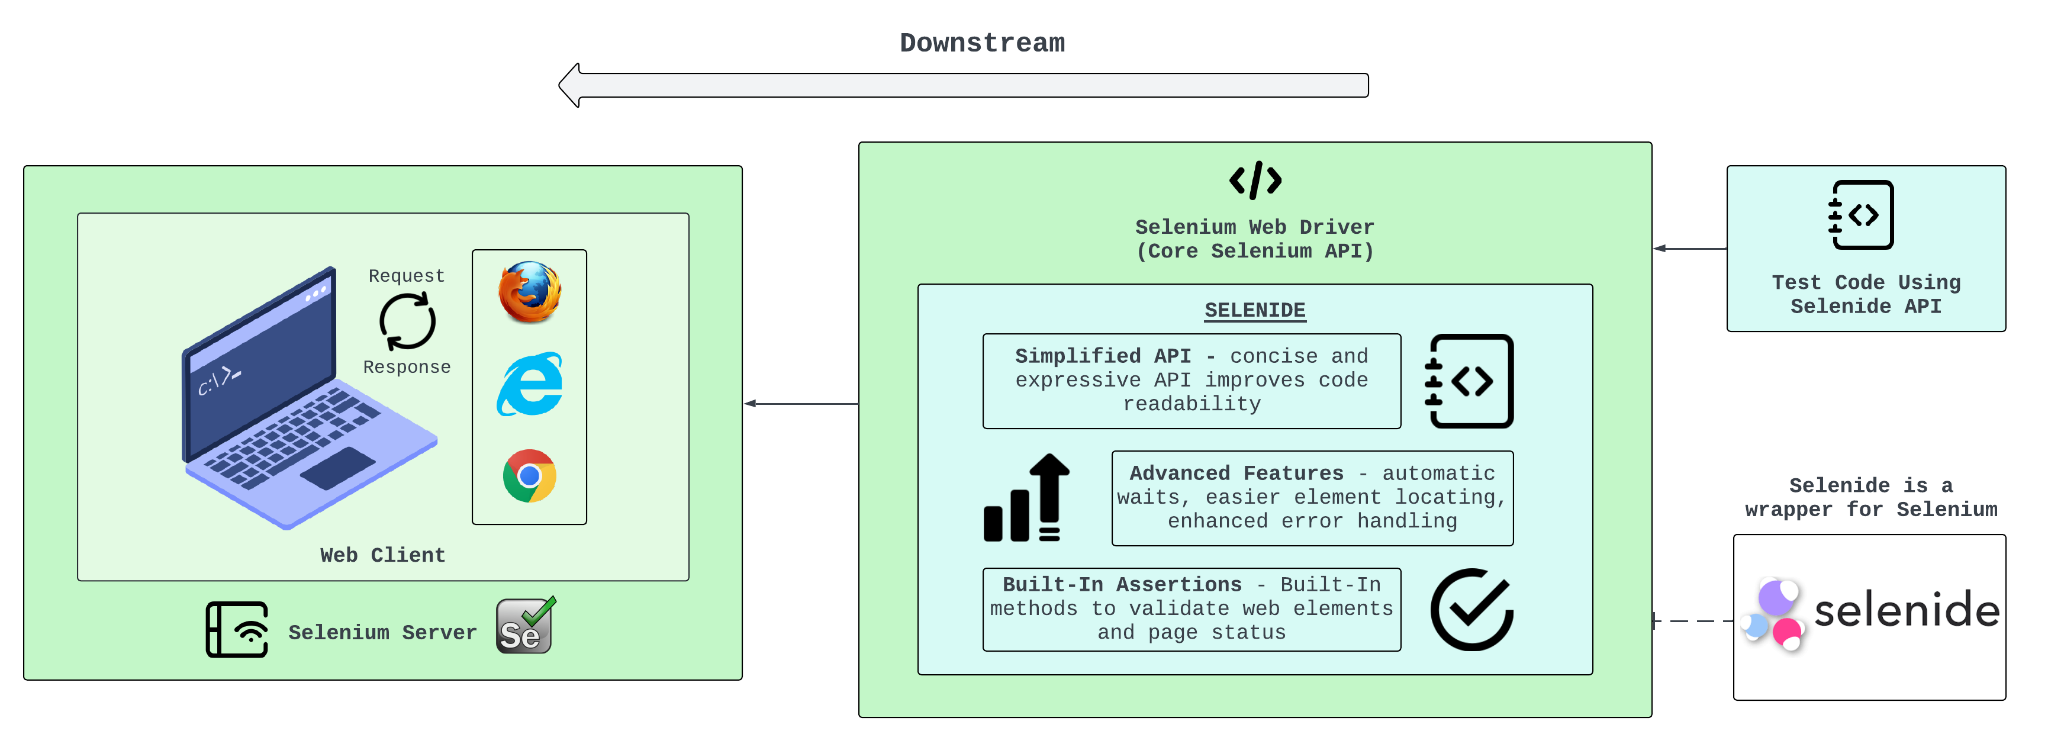 Downstream
Request
Response
C:\>_
Web Client
Selenium Server
Se
</>
Selenium Web Driver
(Core Selenium API)
SELENIDE
Simplified API - concise and
expressive API improves code
readability
Advanced Features - automatic
waits, easier element locating,
enhanced error handling
Built-In Assertions - Built-In
methods to validate web elements
and page status
Test Code Using
Selenide API
Selenide is a
wrapper for Selenium
selenide